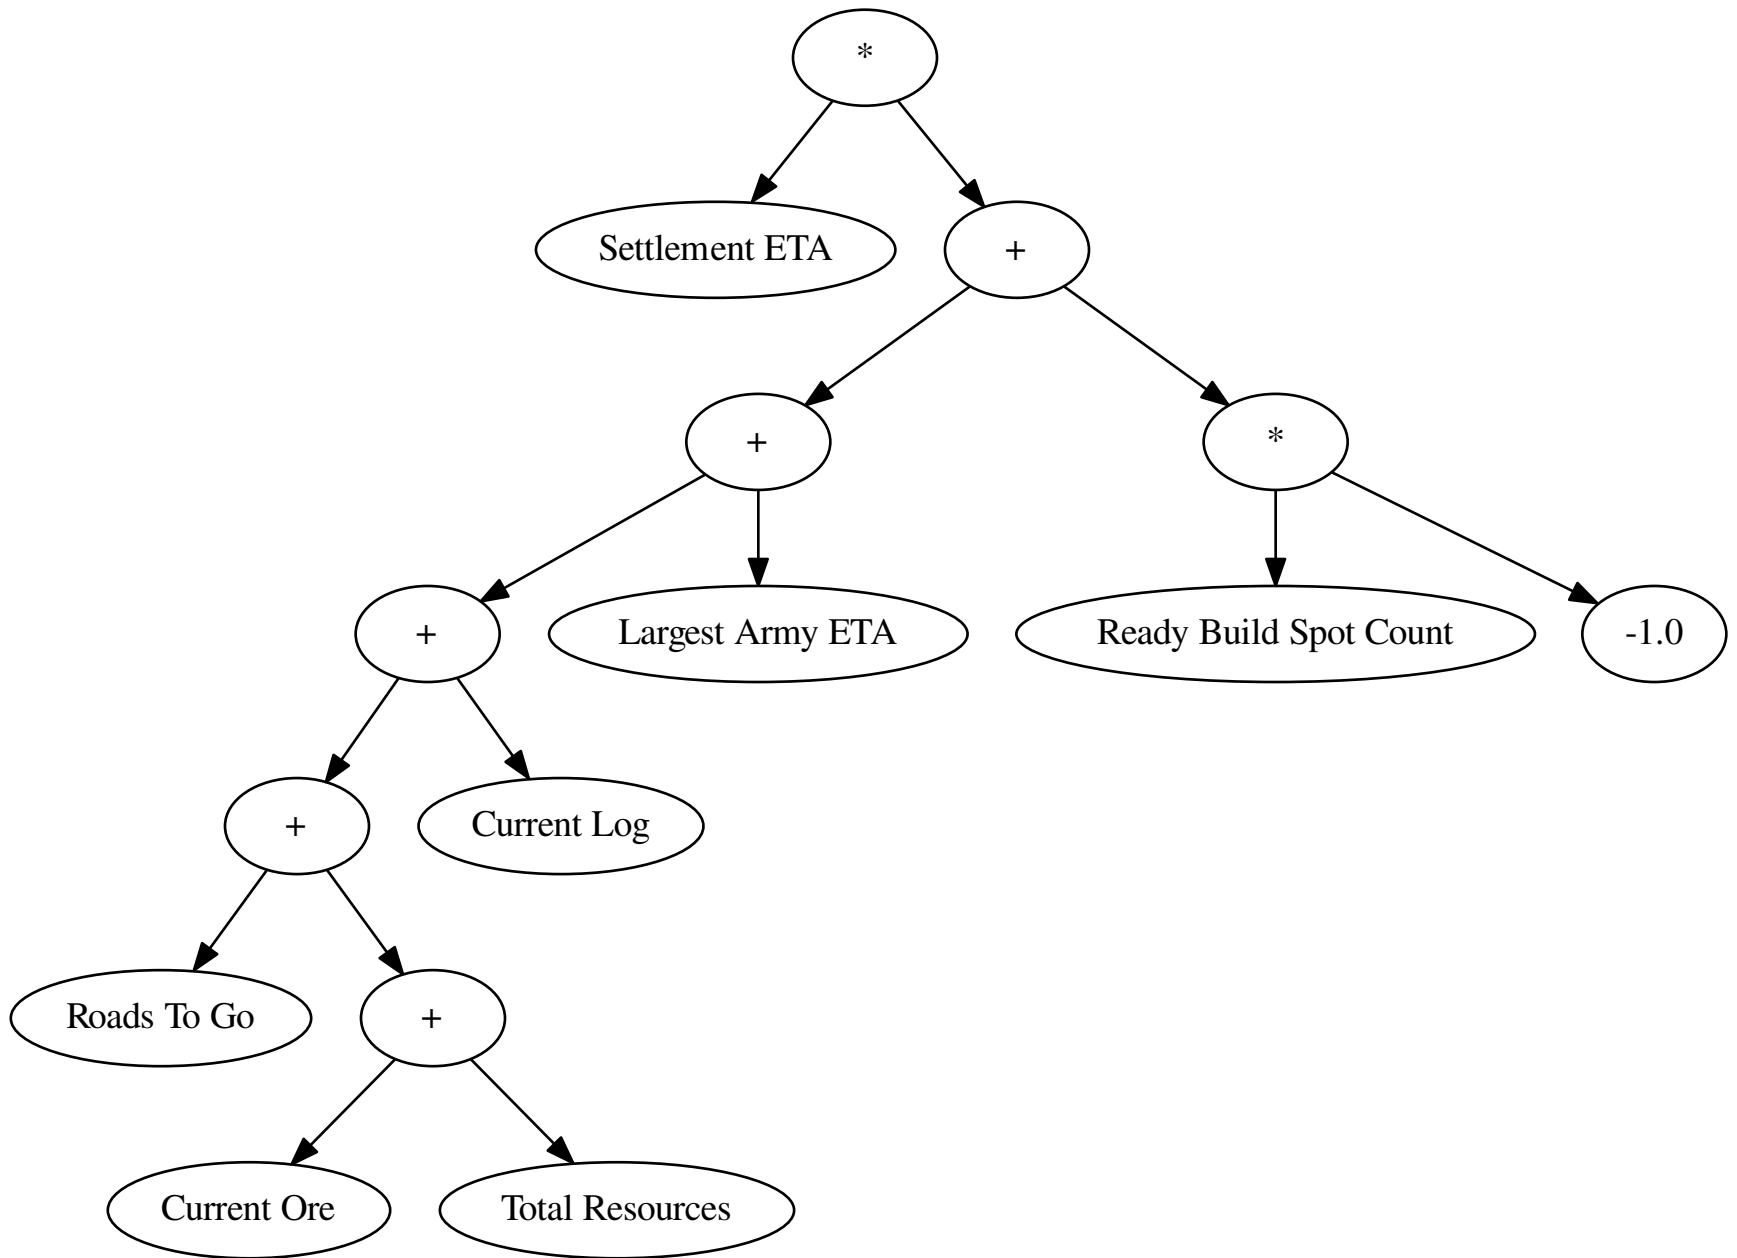 *
Settlement ETA
+
+
*
+
Largest Army ETA
Ready Build Spot Count
-1.0
+
Current Log
Roads To Go
+
Current Ore
Total Resources